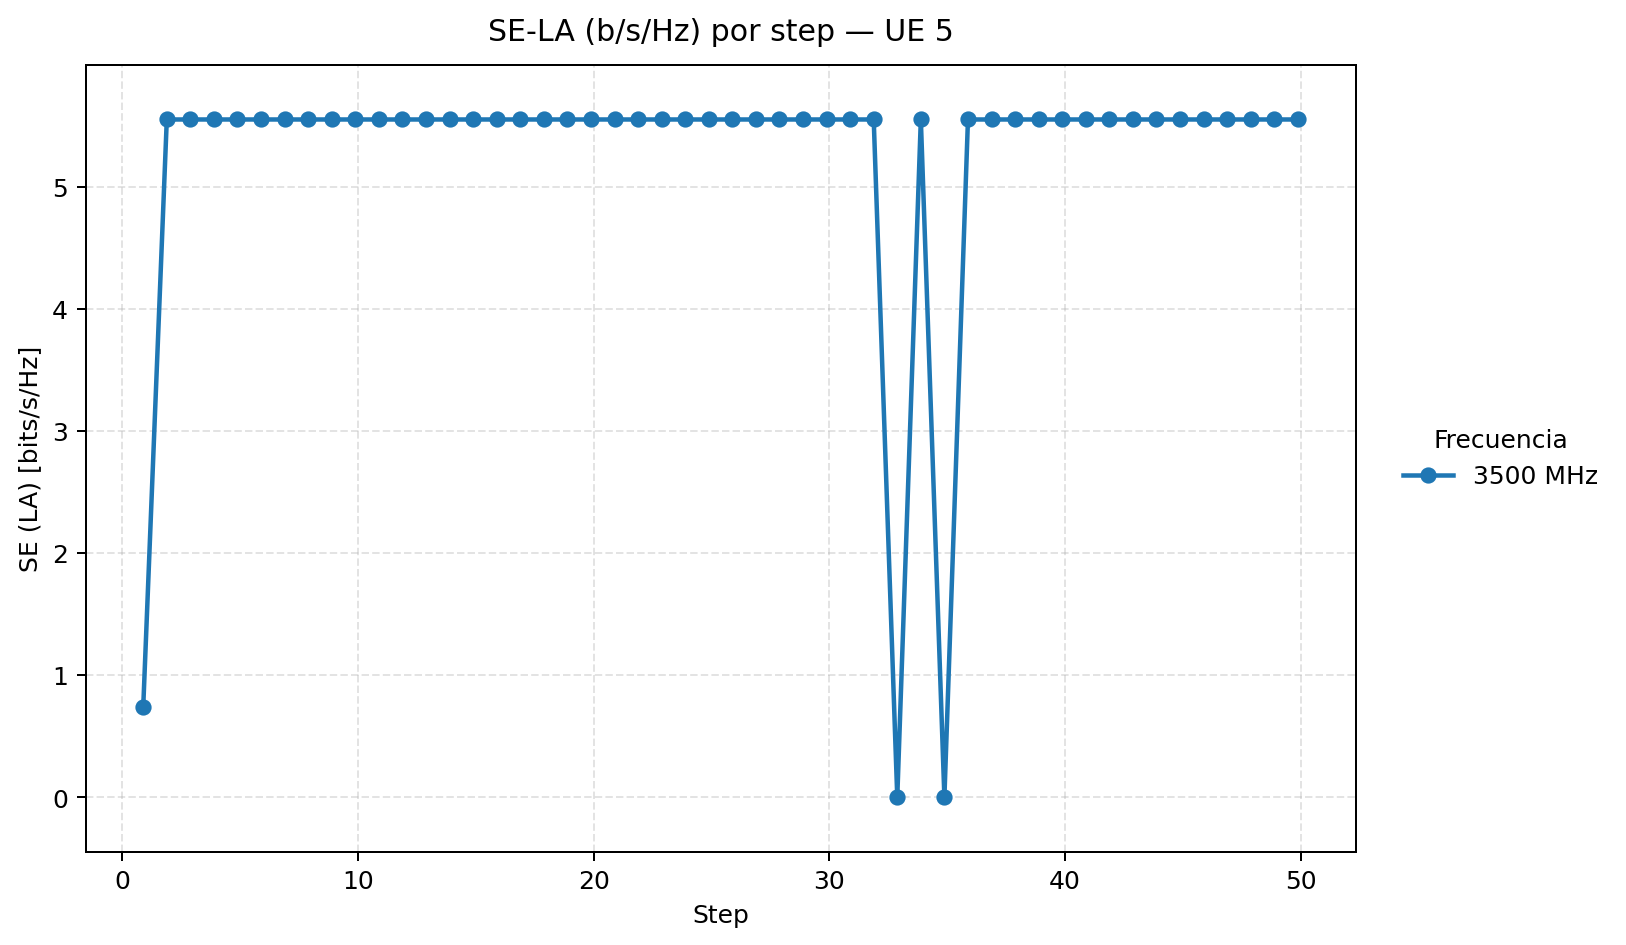 SE-LA (b/s/Hz) por step — UE 5
SE (LA) [bits/s/Hz]
5
4
3
2
1
0
0 10 20 30 40 50
Step
Frecuencia
3500 MHz